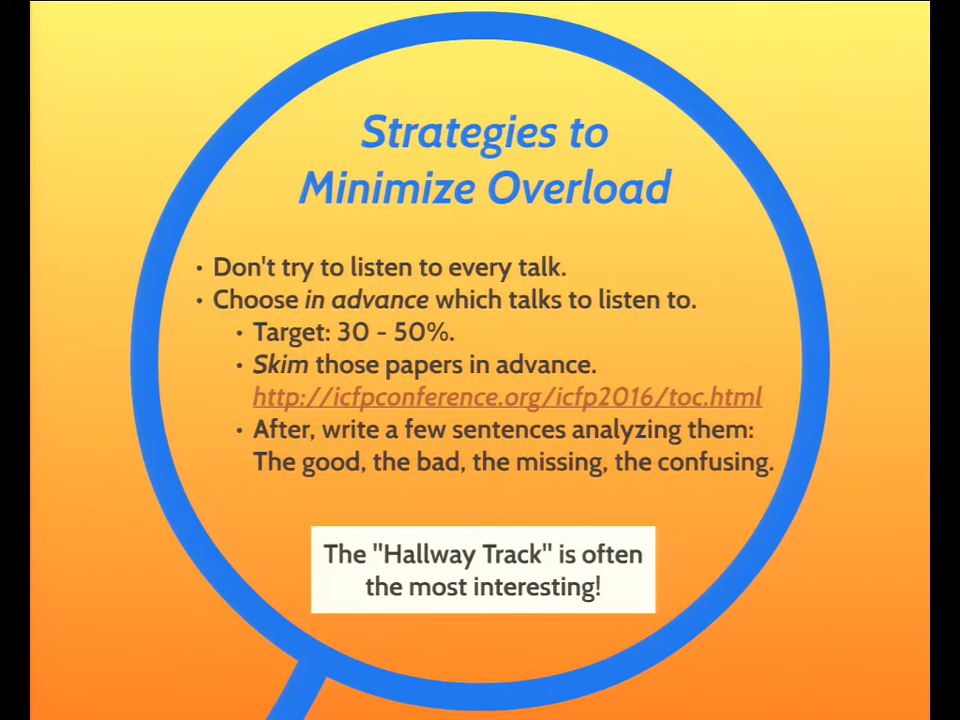 Strategies to
Minimize Overload
• Don't try to listen to every talk.
• Choose in advance which talks to listen to.
• Target: 30 - 50%.
• Skim those papers in advance.
http://icfpconference.org/icfp2016/toc.html
• After, write a few sentences analyzing them:
The good, the bad, the missing, the confusing.
The "Hallway Track" is often
the most interesting!